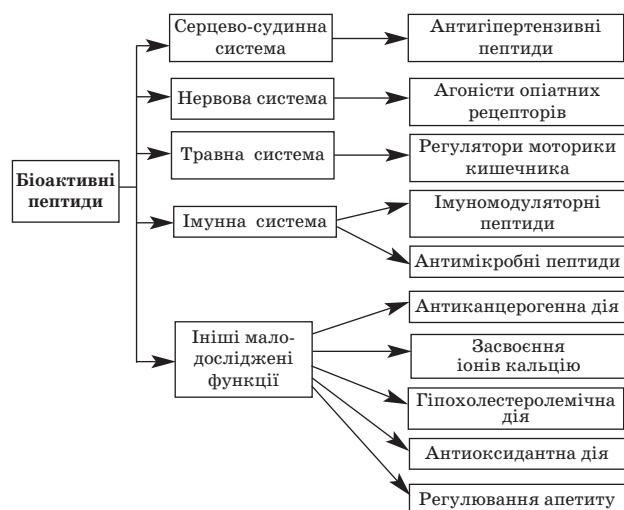 Біоактивні
пептиди
Серцево-судинна
система
Нервова система
Травна система
Імунна система
Ініші мало-
досліджені
функції
Антигіпертензивні
пептиди
Агоністи опіатних
рецепторів
Регулятори моторики
кишечника
Імуномодуляторні
пептиди
Антимікробні пептиди
Антиканцерогенна дія
Засвоєння
іонів кальцію
Гіпохолестеролемічна
дія
Антиоксидантна дія
Регулювання апетиту